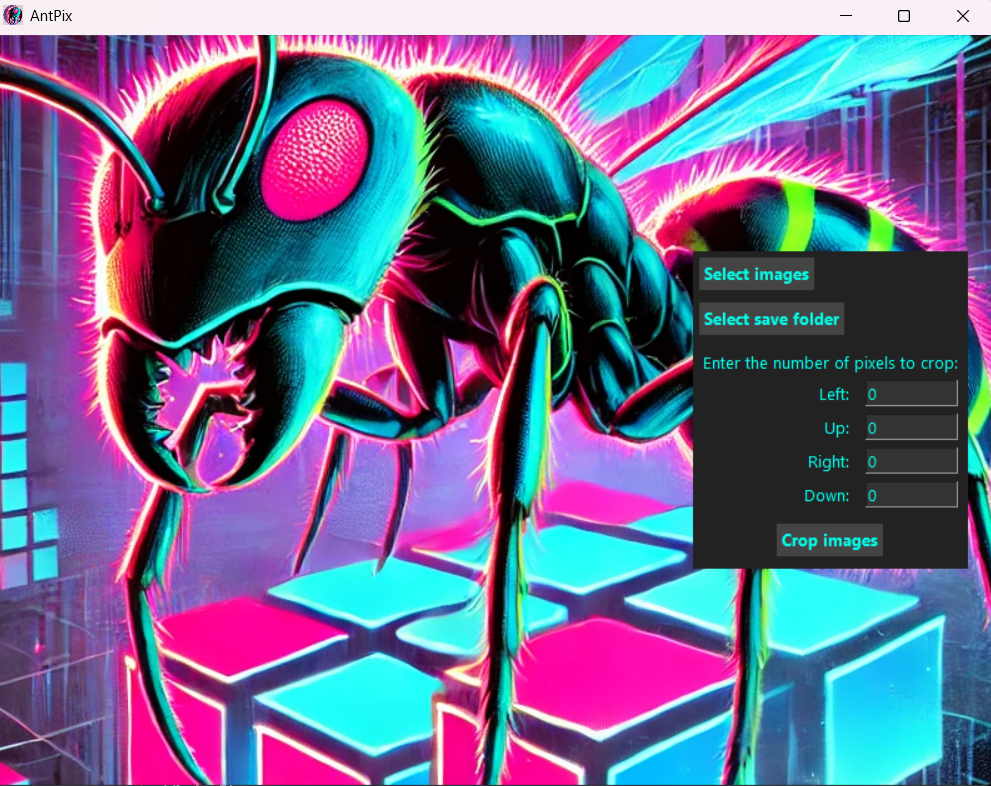 AntPix
Select images
Select save folder
Enter the number of pixels to crop:
Left: 0
Up: 0
Right: 0
Down: 0
Crop images